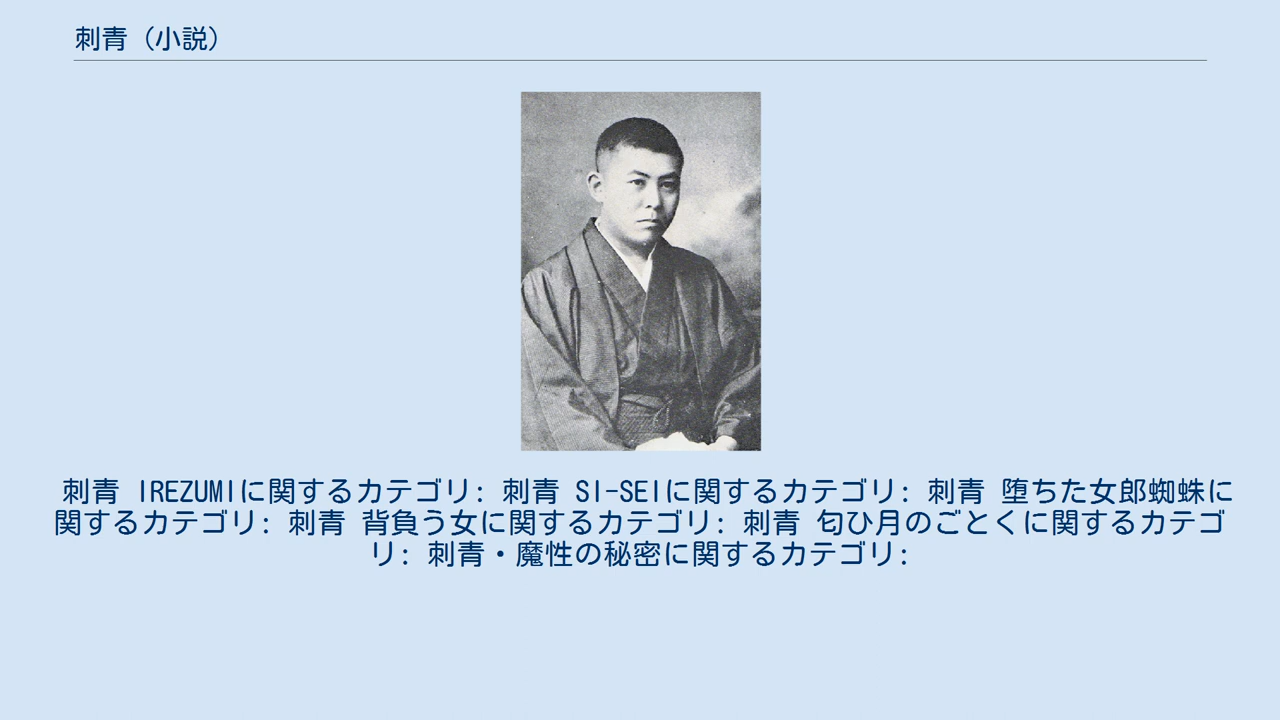 刺青（小説）
刺青 IREZUMIに関するカテゴリ: 刺青 SI-SEIに関するカテゴリ: 刺青 堕ちた女郎蜘蛛に
関するカテゴリ: 刺青 背負う女に関するカテゴリ: 刺青 匂ひ月のごとくに関するカテゴ
リ: 刺青・魔性の秘密に関するカテゴリ: